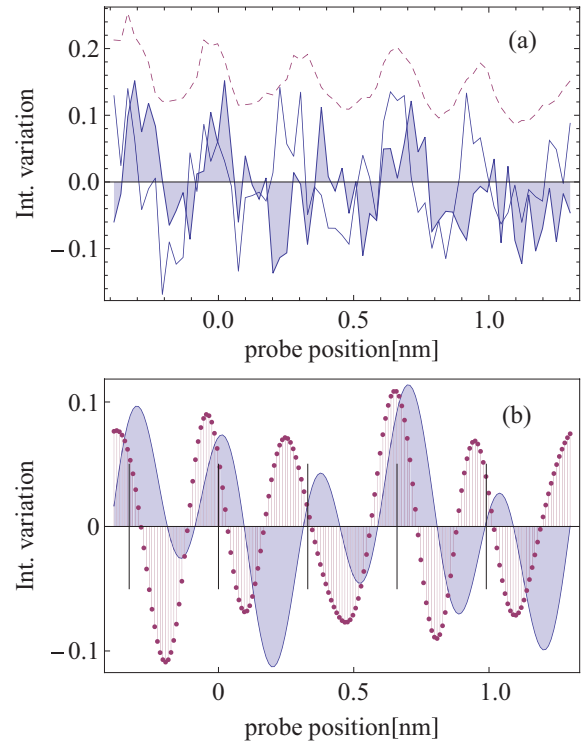 (a)
0.2
0.1
0.0
−0.1
Int. variation
0.0
0.5
1.0
probe position[nm]
(b)
0.1
0
−0.1
Int. variation
0
0.5
1.0
probe position[nm]